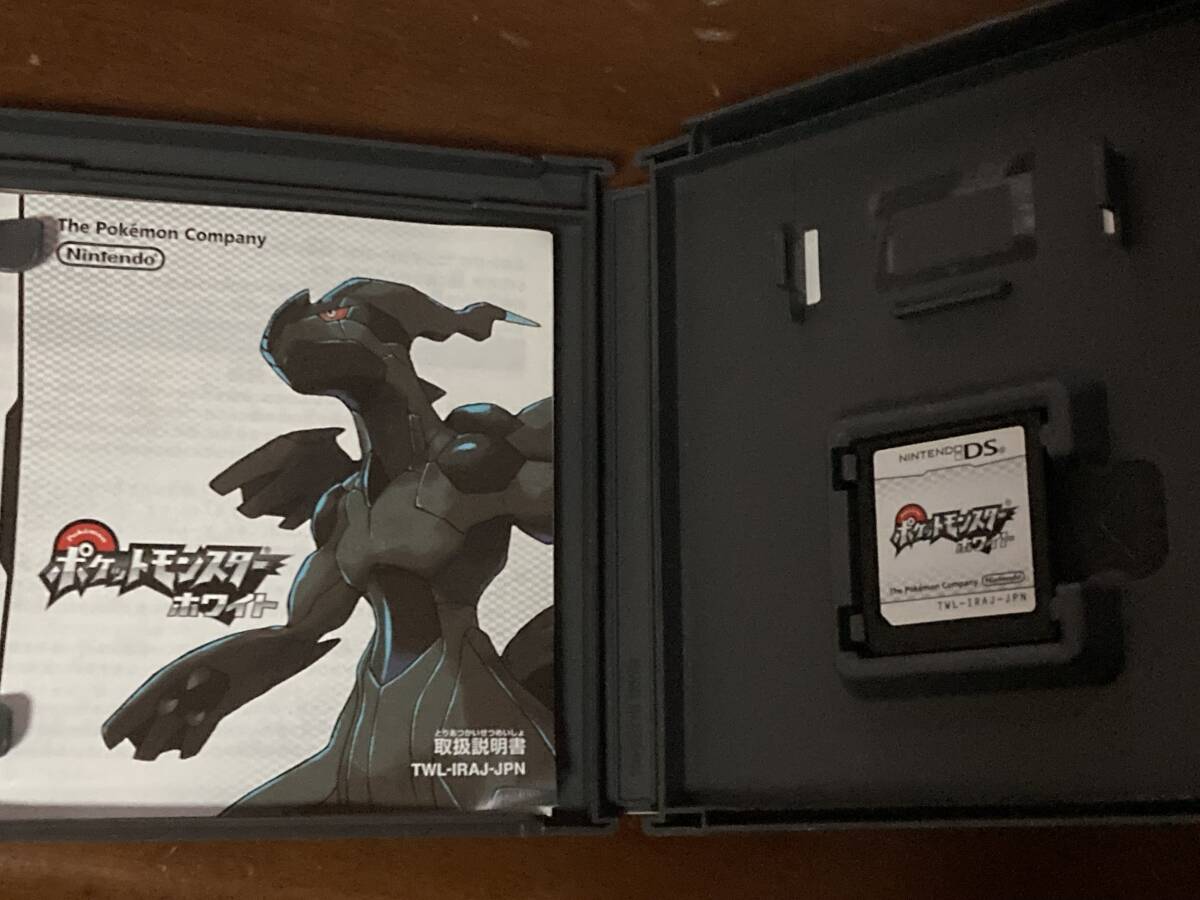 The Pokémon Company
Nintendo
Pokémon
ポケットモンスター
ホワイト
とりあつかいせつめいしょ
取扱説明書
TWL-IRAJ-JPN
NINTENDO DS
ポケットモンスター
ホワイト
The Pokémon Company Nintendo
TWL-IRAJ-JPN